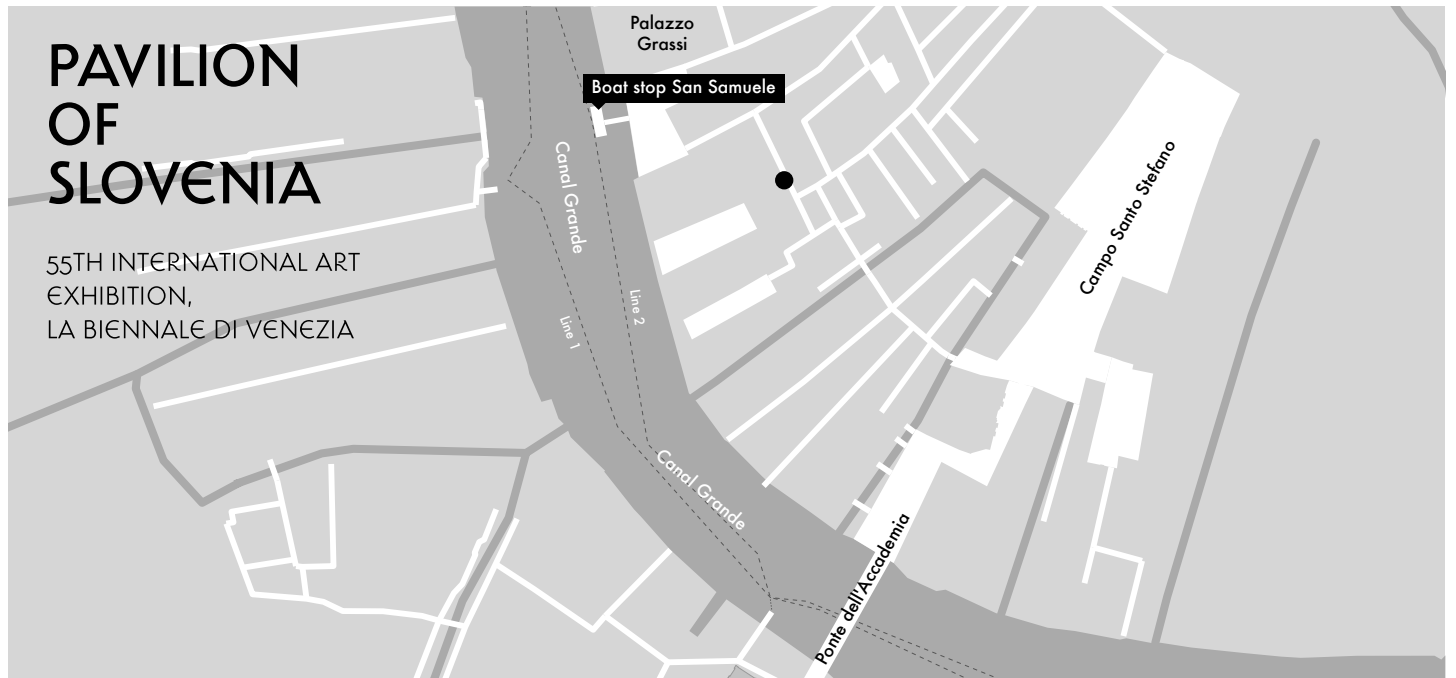 PAVILION
OF
SLOVENIA
55TH INTERNATIONAL ART
EXHIBITION,
LA BIENNALE DI VENEZIA
Palazzo
Grassi
Boat stop San Samuele
Canal Grande
Line 2
Line 1
Campo Santo Stefano
Canal Grande
Ponte dell'Accademia